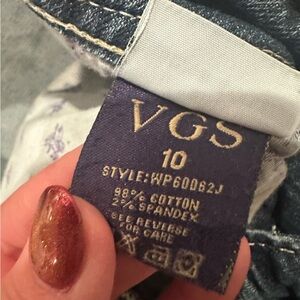 VGS
10
STYLE:WP60062J
98% COTTON
2% SPANDEX
SEE REVERSE
FOR CARE